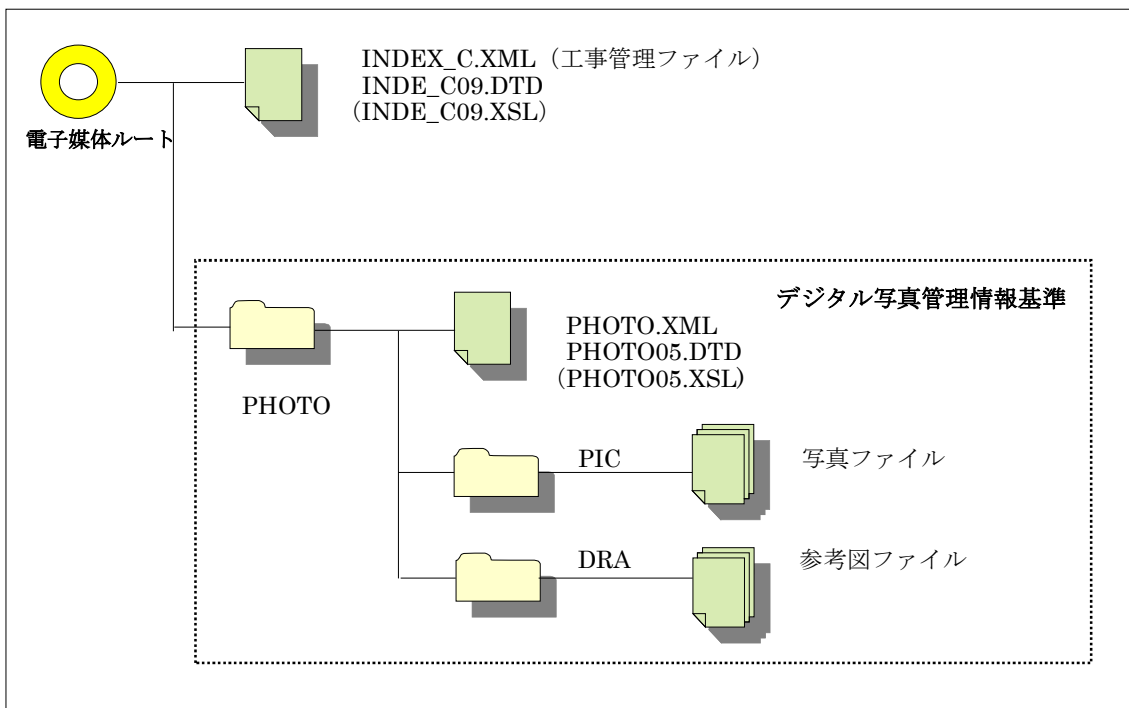 INDEX_C.XML（工事管理ファイル）
INDE_C09.DTD
(INDE_C09.XSL)
電子媒体ルート
デジタル写真管理情報基準
PHOTO.XML
PHOTO05.DTD
(PHOTO05.XSL)
PHOTO
PIC
写真ファイル
DRA
参考図ファイル